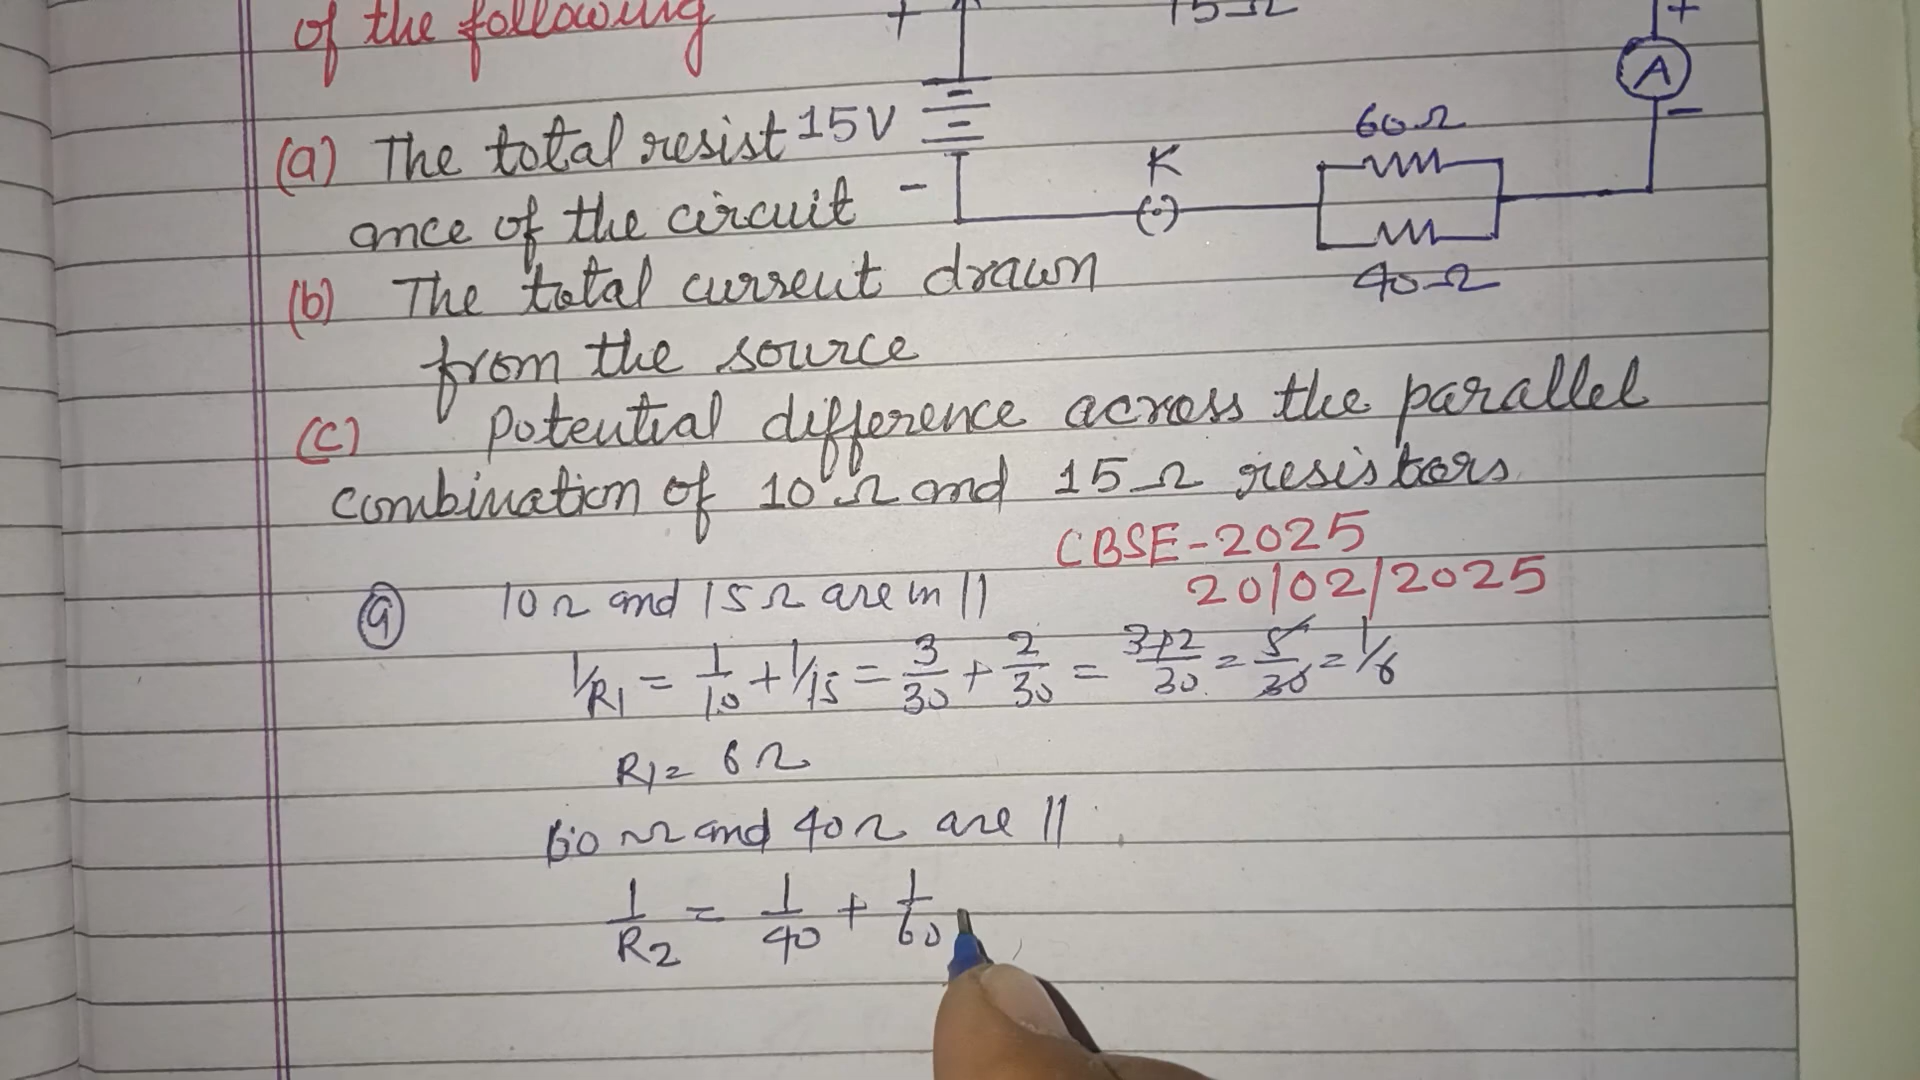 of the following
+
15Ω
+
A
−
(a) The total resist 15V
60Ω
K
ance of the circuit −
(·)
40Ω
(b) The total current drawn
from the source
(c) Potential difference across the parallel
combination of 10Ω and 15Ω resistors
CBSE-2025
20/02/2025
(a) 10Ω and 15Ω are in ||
1/R1 = 1/10 + 1/15 = 3/30 + 2/30 = 3+2/30 = 5/30 = 1/6
R1 = 6Ω
60Ω and 40Ω are ||
1/R2 = 1/40 + 1/60